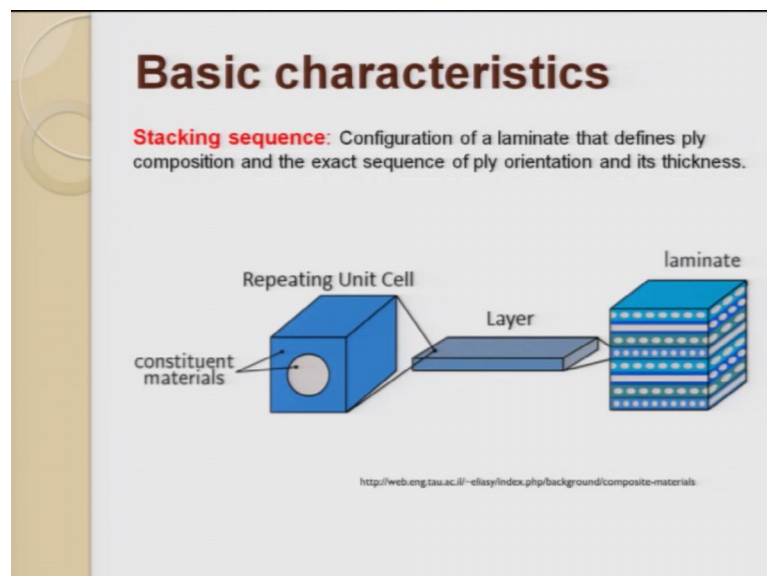 Basic characteristics
Stacking sequence: Configuration of a laminate that defines ply
composition and the exact sequence of ply orientation and its thickness.
laminate
Repeating Unit Cell
Layer
constituent
materials
http://web.eng.tau.ac.il/~eliasy/index.php/background/composite-materials